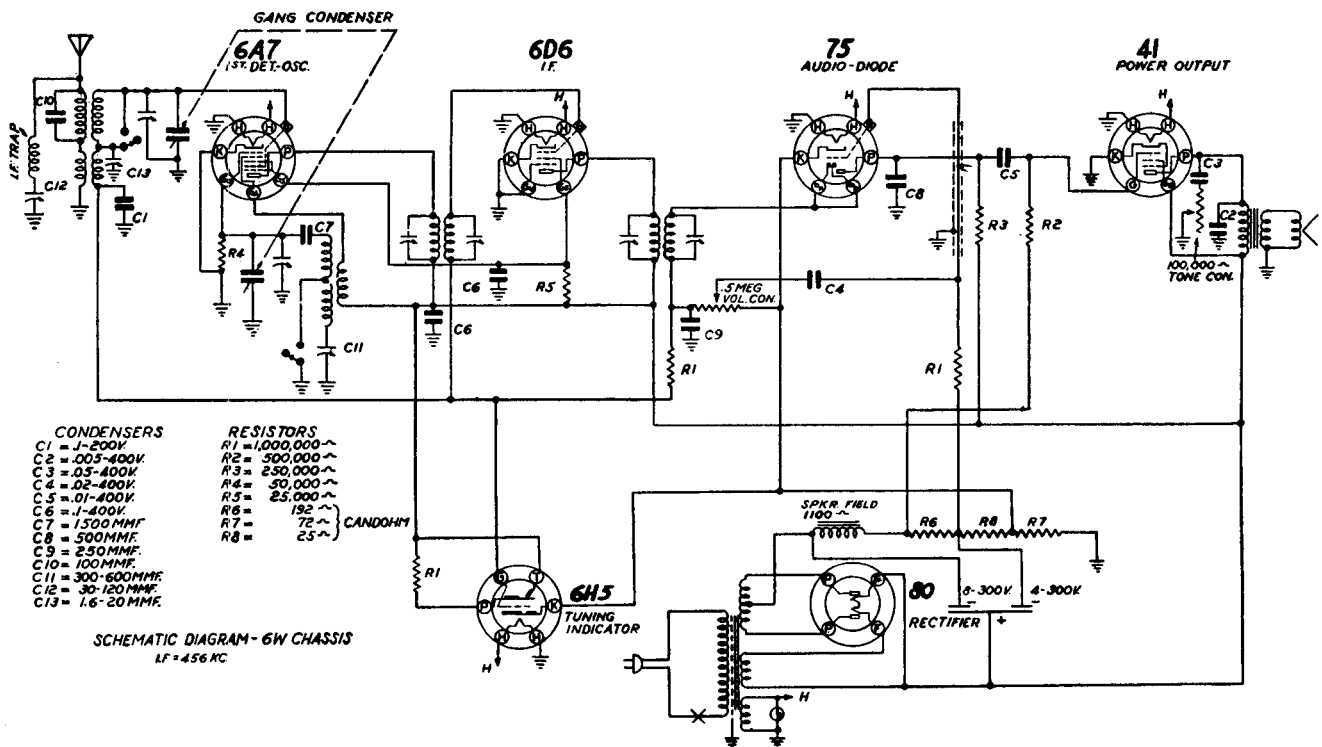 GANG CONDENSER
6A7
1ST. DET.-OSC.
6D6
I.F.
75
AUDIO-DIODE
41
POWER OUTPUT
C10
I.F. TRAP
C12
C13
C1
H
H
H
K
H
H
P
K
H
H
P
K
H
H
P
K
H
H
P
G
C3
C8
C5
C2
R3
R2
100,000~
TONE CON.
R4
C7
C6
R5
.5 MEG
VOL. CON.
C4
C6
C9
C11
R1
R1
CONDENSERS
C1 = .1-200V.
C2 = .005-400V.
C3 = .05-400V.
C4 = .02-400V.
C5 = .01-400V.
C6 = .1-400V.
C7 = 1500 MMF
C8 = 500 MMF.
C9 = 250 MMF.
C10 = 100 MMF.
C11 = 300-600 MMF.
C12 = 30-120 MMF.
C13 = 1.6-20 MMF.
RESISTORS
R1 = 1,000,000~
R2 = 500,000~
R3 = 250,000~
R4 = 50,000~
R5 = 25,000~
R6 = 192~
R7 = 72~
R8 = 25~
CANDOHM
SPKR. FIELD
1100~
R6
R8
R7
R1
G
T
P
K
H
H
H
6H5
TUNING
INDICATOR
P
F
P
F
80
RECTIFIER
8-300V.
-
-
4-300V.
+
SCHEMATIC DIAGRAM - 6W CHASSIS
I.F = 456 KC
H